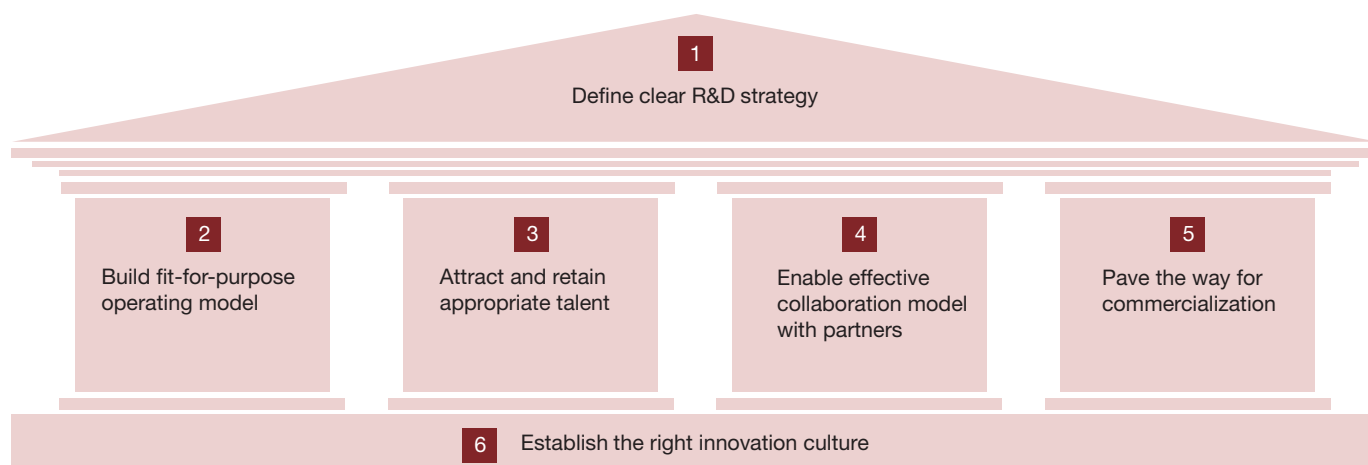 1
Define clear R&D strategy
2
Build fit-for-purpose
operating model
3
Attract and retain
appropriate talent
4
Enable effective
collaboration model
with partners
5
Pave the way for
commercialization
6 Establish the right innovation culture